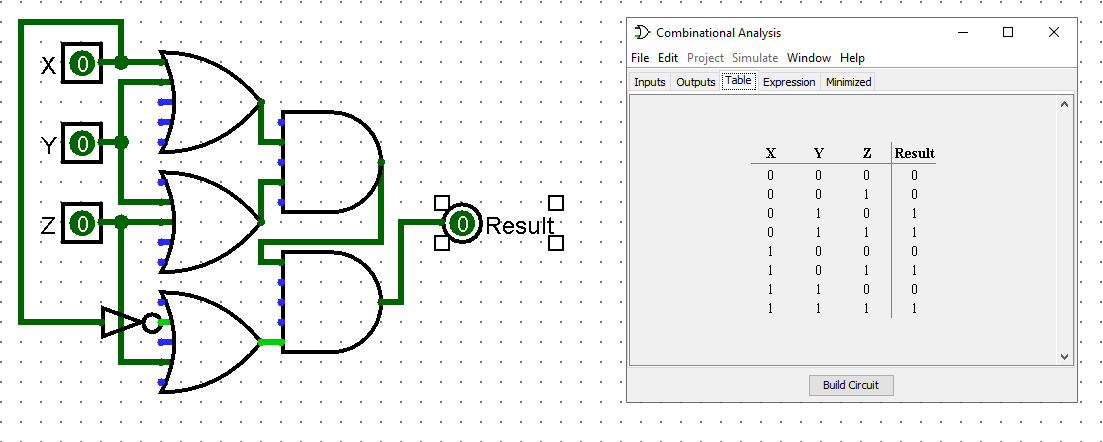 X 0
Y 0
Z 0
0 Result
Combinational Analysis
File Edit Project Simulate Window Help
Inputs Outputs Table Expression Minimized
X Y Z Result
0 0 0 0
0 0 1 0
0 1 0 1
0 1 1 1
1 0 0 0
1 0 1 1
1 1 0 0
1 1 1 1
Build Circuit